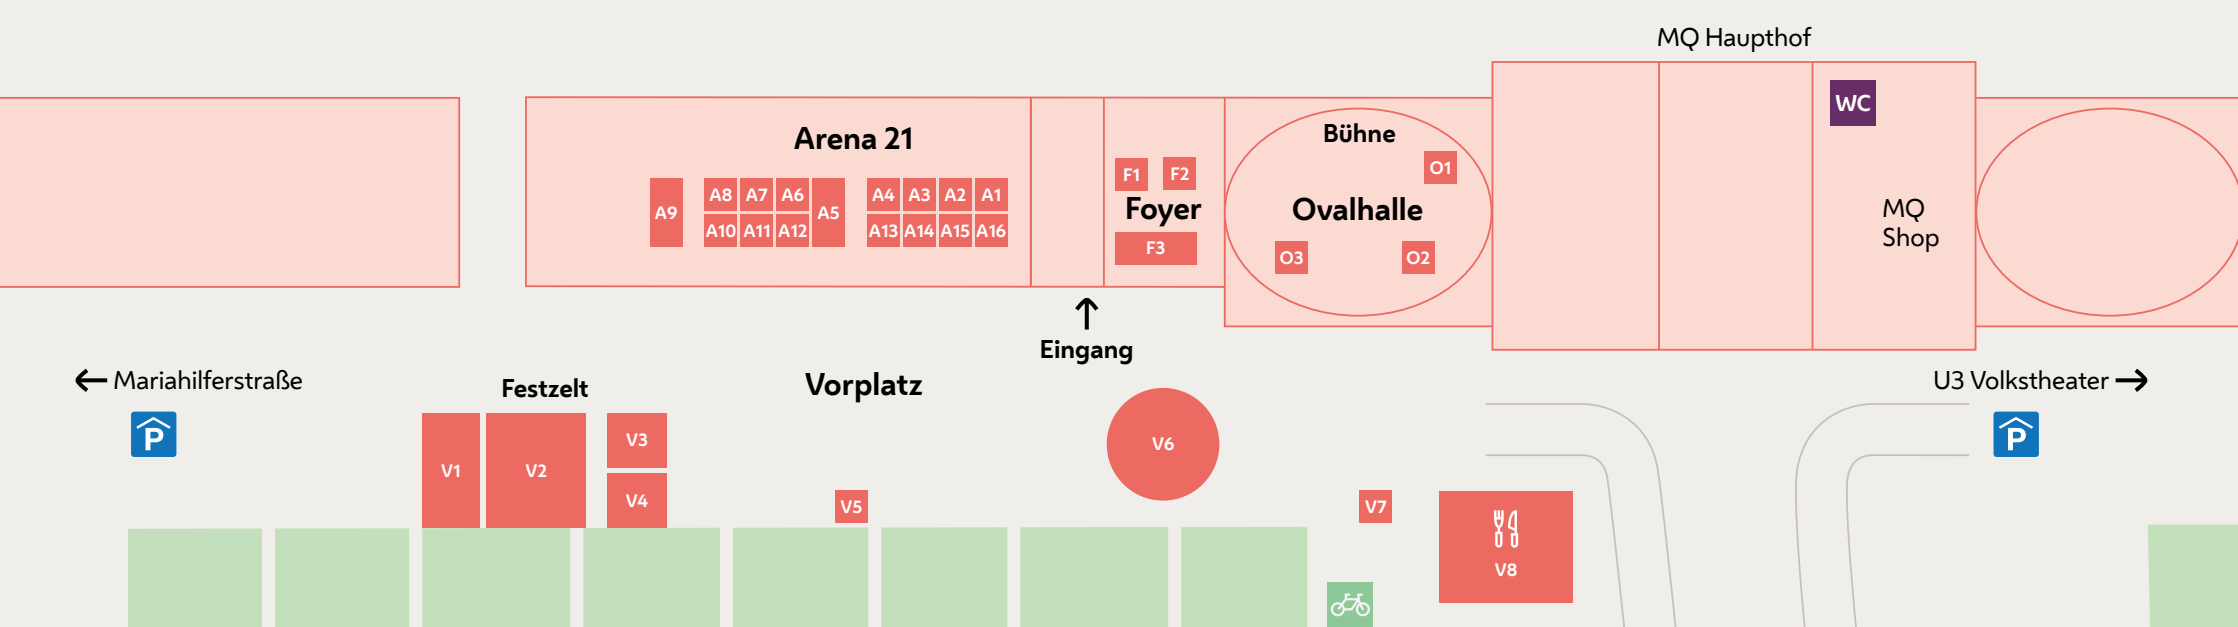 MQ Haupthof
WC
Arena 21
Bühne
A9
A8 A7 A6 A5 A4 A3 A2 A1
A10 A11 A12 A13 A14 A15 A16
F1 F2
Foyer
F3
O1
Ovalhalle
O3 O2
MQ
Shop
Eingang
← Mariahilferstraße
Festzelt
Vorplatz
U3 Volkstheater →
P
P
V1 V2 V3
V4
V5
V6
V7
V8